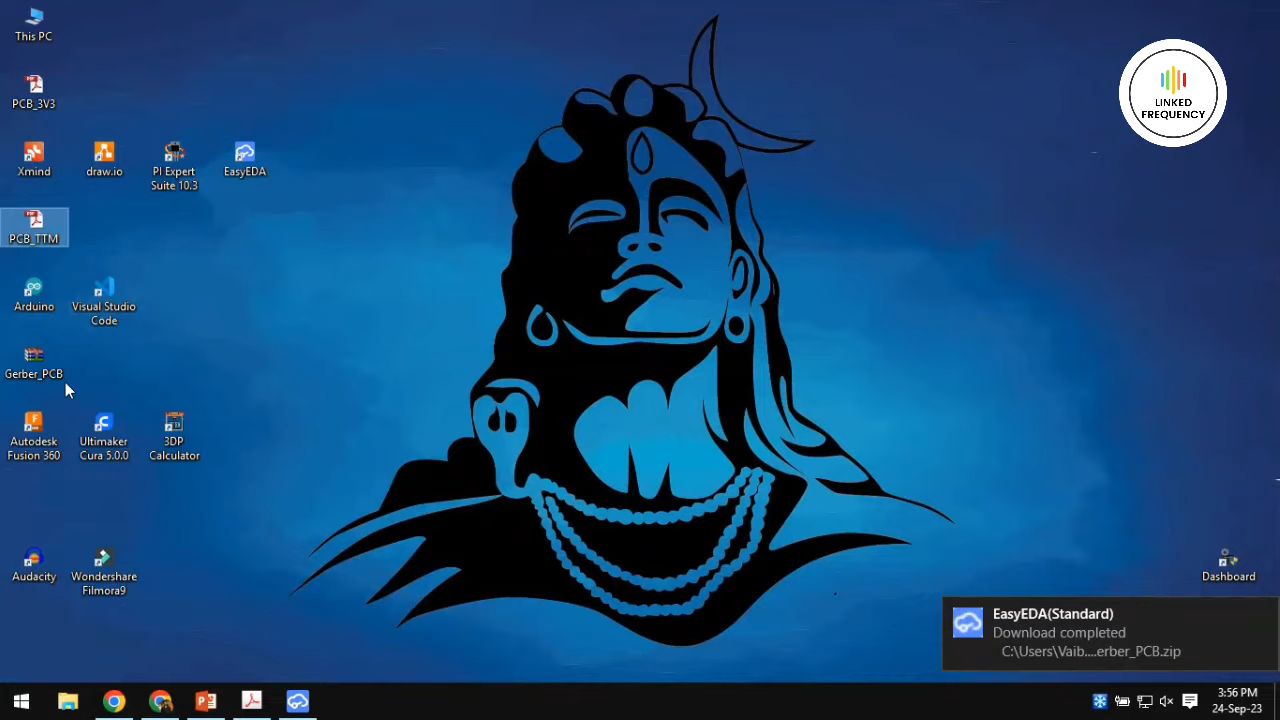 This PC
LINKED
FREQUENCY
PCB_3V3
Xmind
draw.io
PI Expert
Suite 10.3
EasyEDA
PCB_TTM
Arduino
Visual Studio
Code
Gerber_PCB
Autodesk
Fusion 360
Ultimaker
Cura 5.0.0
3DP
Calculator
Audacity
Wondershare
Filmora9
Dashboard
EasyEDA(Standard)
Download completed
C:\Users\Vaib....erber_PCB.zip
3:56 PM
24-Sep-23